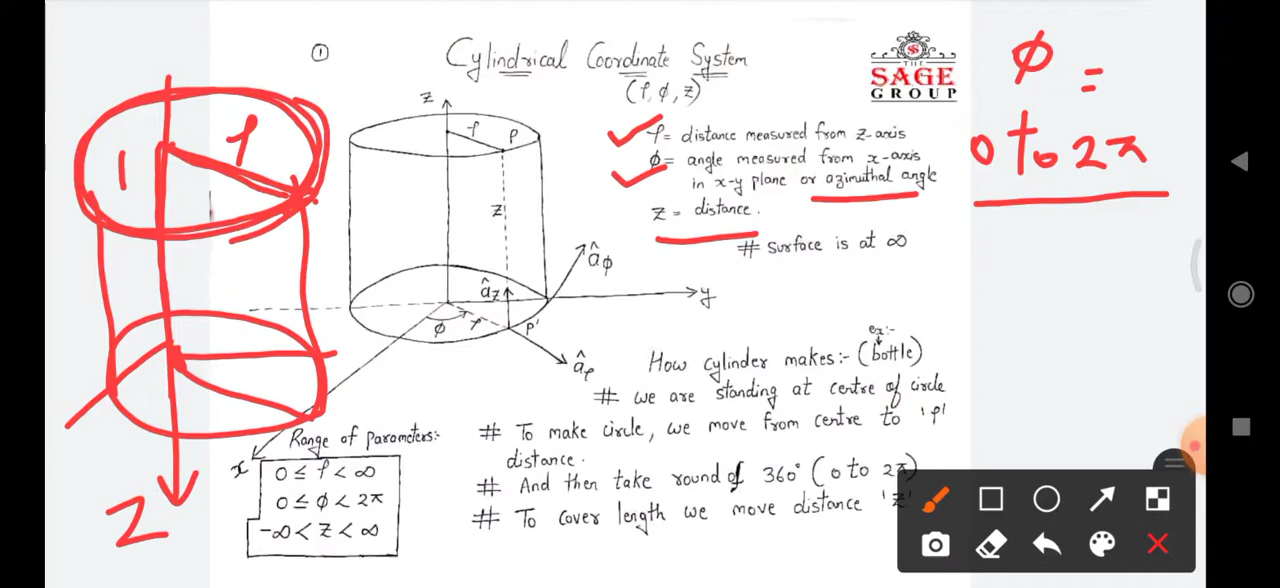 ①
Cylindrical Coordinate System
(ρ, φ, z)
THE
SAGE
GROUP
φ =
0 to 2π
ρ = distance measured from z-axis
φ = angle measured from x-axis
in x-y plane or azimuthal angle
z = distance.
# surface is at ∞
1
ρ
Z
z
ρ
P
z
âφ
âz
y
φ
ρ
P'
âρ
x
ex:-
How cylinder makes:- (bottle)
# we are standing at centre of circle
# To make circle, we move from centre to 'ρ'
distance.
# And then take round of 360° (0 to 2π)
# To cover length we move distance 'z'
Range of parameters:-
0 ≤ ρ < ∞
0 ≤ φ < 2π
-∞ < z < ∞